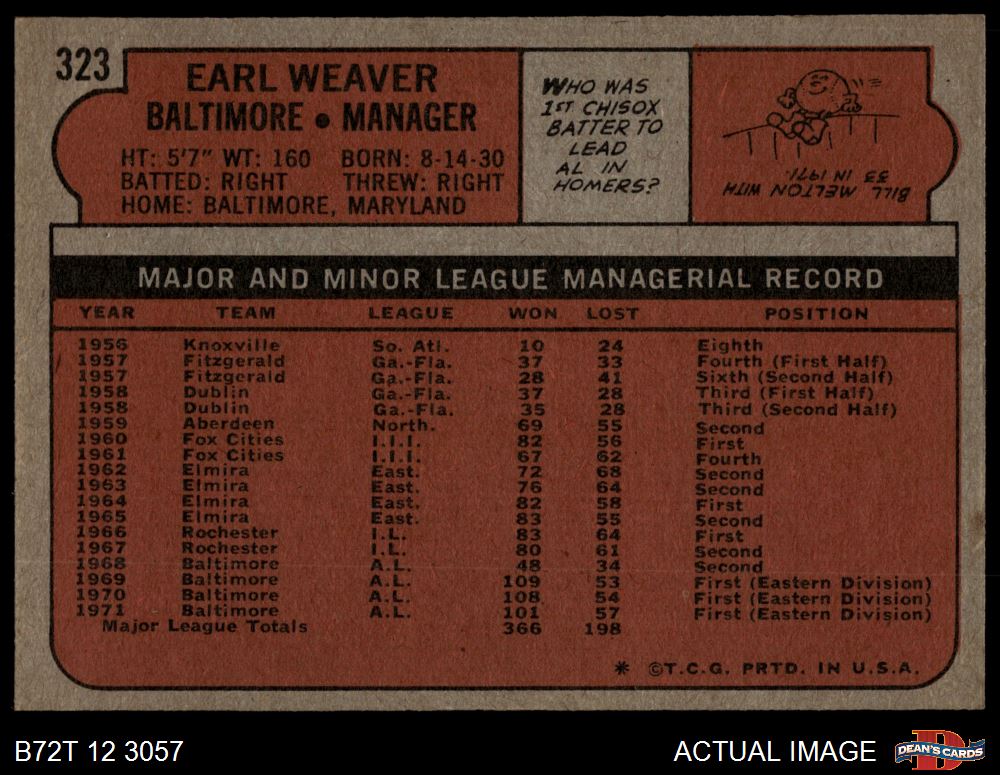 323
EARL WEAVER
BALTIMORE • MANAGER
HT: 5'7" WT: 160 BORN: 8-14-30
BATTED: RIGHT THREW: RIGHT
HOME: BALTIMORE, MARYLAND
WHO WAS
1ST CHISOX
BATTER TO
LEAD
AL IN
HOMERS?
BILL MELTON WITH
33 IN 1971.
MAJOR AND MINOR LEAGUE MANAGERIAL RECORD
YEAR TEAM LEAGUE WON LOST POSITION
1956 Knoxville So. Atl. 10 24 Eighth
1957 Fitzgerald Ga.-Fla. 37 33 Fourth (First Half)
1957 Fitzgerald Ga.-Fla. 28 41 Sixth (Second Half)
1958 Dublin Ga.-Fla. 37 28 Third (First Half)
1958 Dublin Ga.-Fla. 35 28 Third (Second Half)
1959 Aberdeen North. 69 55 Second
1960 Fox Cities I.I.I. 82 56 First
1961 Fox Cities I.I.I. 67 62 Fourth
1962 Elmira East. 72 68 Second
1963 Elmira East. 76 64 Second
1964 Elmira East. 82 58 First
1965 Elmira East. 83 55 Second
1966 Rochester I.L. 83 64 First
1967 Rochester I.L. 80 61 Second
1968 Baltimore A.L. 48 34 Second
1969 Baltimore A.L. 109 53 First (Eastern Division)
1970 Baltimore A.L. 108 54 First (Eastern Division)
1971 Baltimore A.L. 101 57 First (Eastern Division)
Major League Totals 366 198
* ©T.C.G. PRTD. IN U.S.A.
B72T 12 3057 ACTUAL IMAGE DEAN'S CARDS